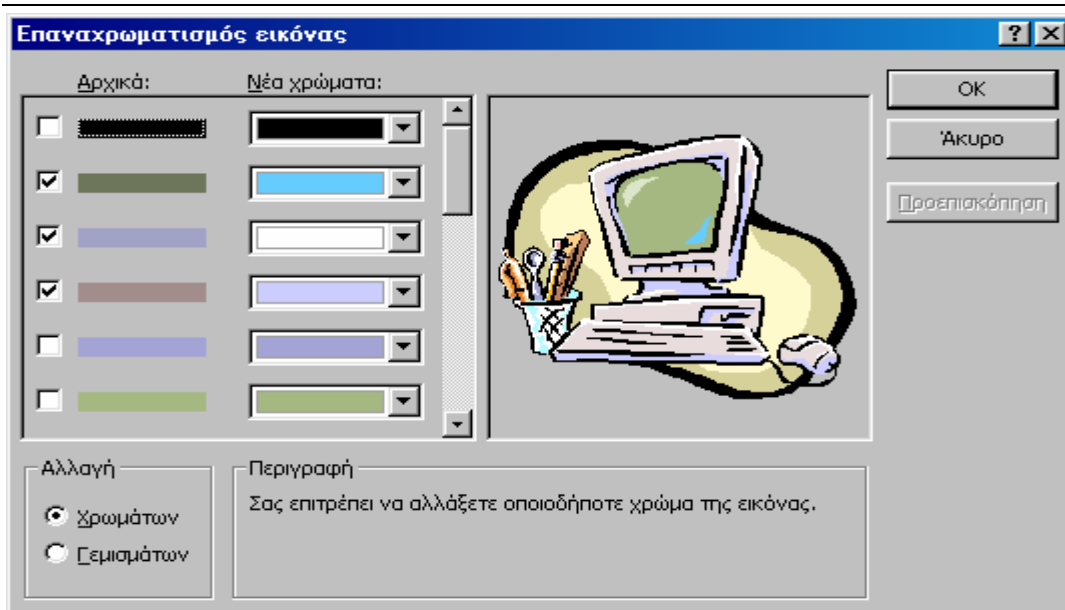 Επαναχρωματισμός εικόνας
Αρχικά:
Νέα χρώματα:
OK
Άκυρο
Προεπισκόπηση
Αλλαγή
Χρωμάτων
Γεμισμάτων
Περιγραφή
Σας επιτρέπει να αλλάξετε οποιοδήποτε χρώμα της εικόνας.